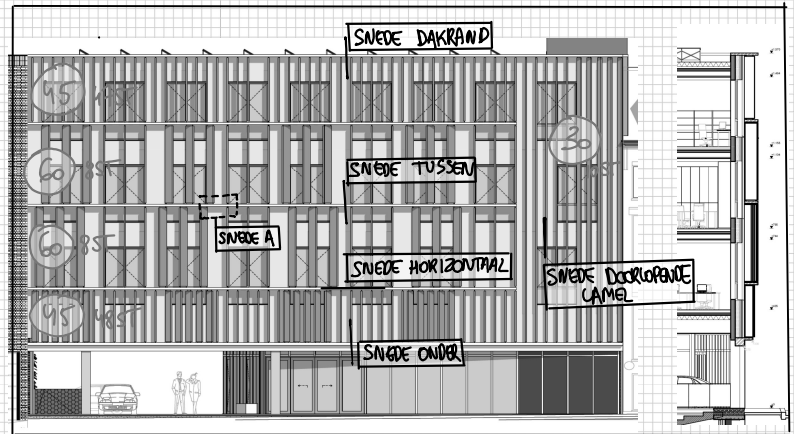 SNEDE DAKRAND
45
60
30
SNEDE TUSSEN
SNEDE A
60
SNEDE HORIZONTAAL
SNEDE DOORLOPENDE
LAMEL
45
SNEDE ONDER